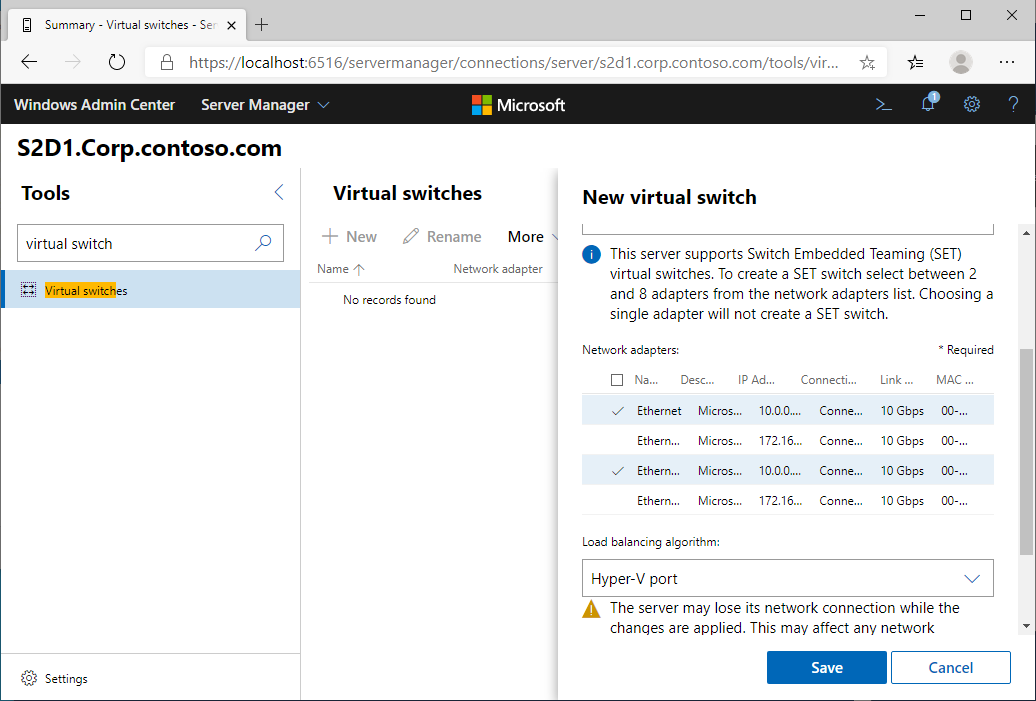 Summary - Virtual switches - Ser
https://localhost:6516/servermanager/connections/server/s2d1.corp.contoso.com/tools/vir...
Windows Admin Center
Server Manager
Microsoft
1
?
S2D1.Corp.contoso.com
Tools
virtual switch
Virtual switches
Settings
Virtual switches
New
Rename
More
Name
Network adapter
No records found
New virtual switch
This server supports Switch Embedded Teaming (SET)
virtual switches. To create a SET switch select between 2
and 8 adapters from the network adapters list. Choosing a
single adapter will not create a SET switch.
Network adapters: * Required
Na... Desc... IP Ad... Connecti... Link ... MAC ...
Ethernet Micros... 10.0.0.... Conne... 10 Gbps 00-...
Ethern... Micros... 172.16... Conne... 10 Gbps 00-...
Ethern... Micros... 10.0.0.... Conne... 10 Gbps 00-...
Ethern... Micros... 172.16... Conne... 10 Gbps 00-...
Load balancing algorithm:
Hyper-V port
The server may lose its network connection while the
changes are applied. This may affect any network
Save
Cancel